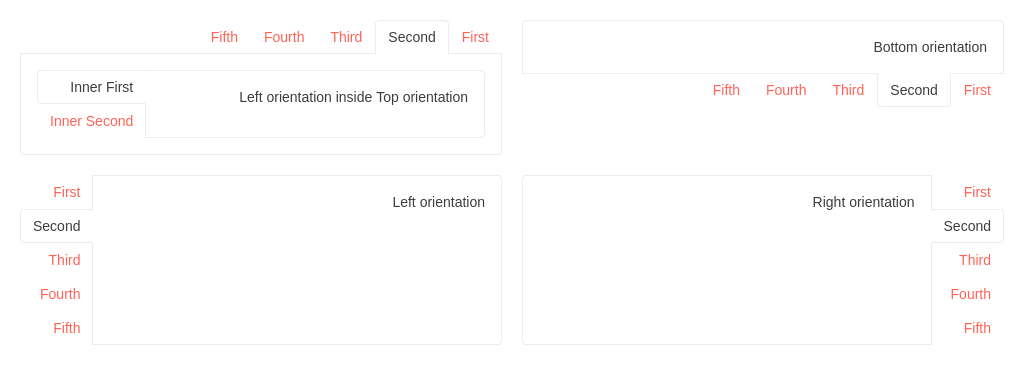 Fifth Fourth Third Second First
Inner First
Inner Second
Left orientation inside Top orientation
Bottom orientation
Fifth Fourth Third Second First
First
Second
Third
Fourth
Fifth
Left orientation
Right orientation
First
Second
Third
Fourth
Fifth